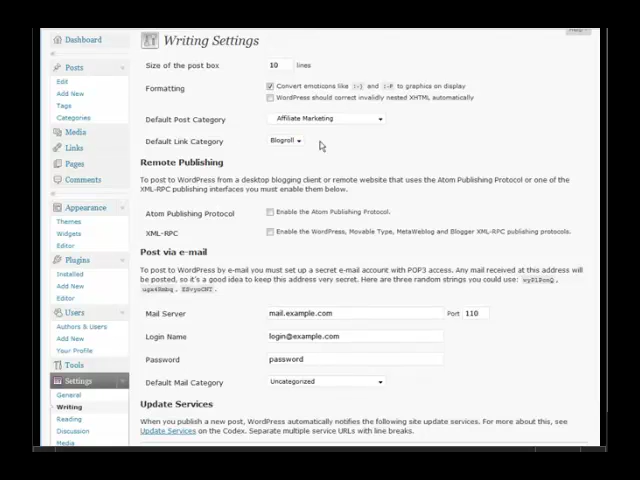 Help
Dashboard
Writing Settings
Posts
Edit
Add New
Tags
Categories
Media
Links
Pages
Comments
Appearance
Themes
Widgets
Editor
Plugins
Installed
Add New
Editor
Users
Authors & Users
Add New
Your Profile
Tools
Settings
General
Writing
Reading
Discussion
Media
Size of the post box 10 lines
Formatting Convert emoticons like :-) and :-P to graphics on display
WordPress should correct invalidly nested XHTML automatically
Default Post Category Affiliate Marketing
Default Link Category Blogroll
Remote Publishing
To post to WordPress from a desktop blogging client or remote website that uses the Atom Publishing Protocol or one of the
XML-RPC publishing interfaces you must enable them below.
Atom Publishing Protocol Enable the Atom Publishing Protocol.
XML-RPC Enable the WordPress, Movable Type, MetaWeblog and Blogger XML-RPC publishing protocols.
Post via e-mail
To post to WordPress by e-mail you must set up a secret e-mail account with POP3 access. Any mail received at this address will
be posted, so it's a good idea to keep this address very secret. Here are three random strings you could use:
Mail Server mail.example.com Port 110
Login Name login@example.com
Password password
Default Mail Category Uncategorized
Update Services
When you publish a new post, WordPress automatically notifies the following site update services. For more about this, see
Update Services on the Codex. Separate multiple service URLs with line breaks.